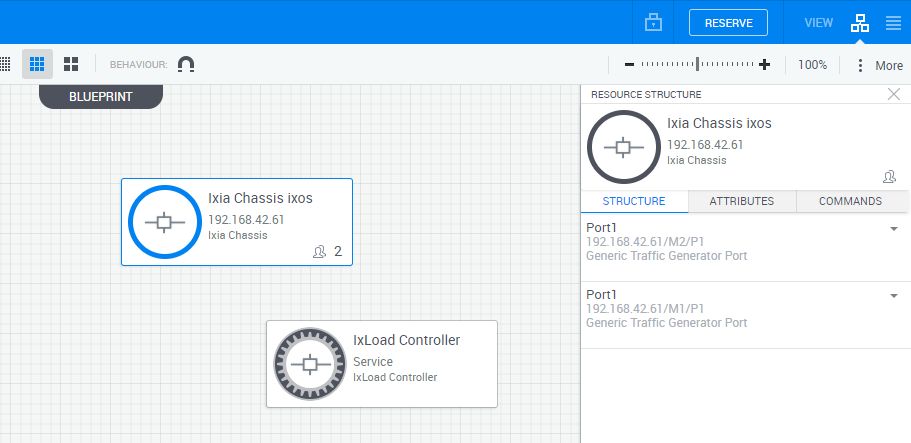 RESERVE
VIEW
BEHAVIOUR:
100%
More
BLUEPRINT
Ixia Chassis ixos
192.168.42.61
Ixia Chassis
2
IxLoad Controller
Service
IxLoad Controller
RESOURCE STRUCTURE
Ixia Chassis ixos
192.168.42.61
Ixia Chassis
STRUCTURE
ATTRIBUTES
COMMANDS
Port1
192.168.42.61/M2/P1
Generic Traffic Generator Port
Port1
192.168.42.61/M1/P1
Generic Traffic Generator Port